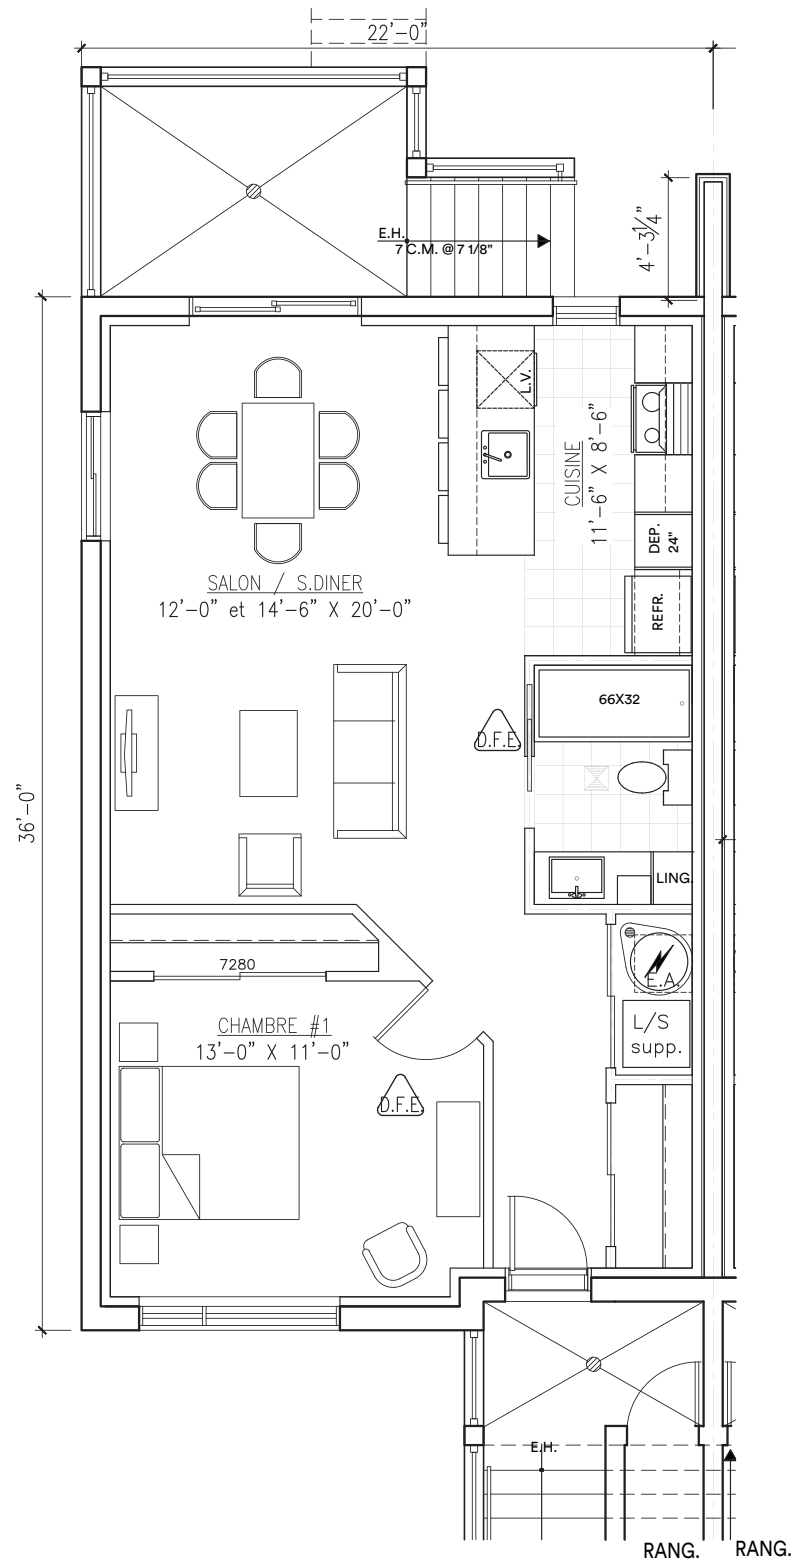 22'-0"
4'-3¼"
E.H.
7 C.M. @ 7 1/8"
L.V.
CUISINE
11'-6" X 8'-6"
DEP.
24"
REFR.
SALON / S.DINER
12'-0" et 14'-6" X 20'-0"
66X32
D.F.E.
36'-0"
LING.
7280
E.A.
L/S
supp.
CHAMBRE #1
13'-0" X 11'-0"
D.F.E.
E.H.
RANG.
RANG.